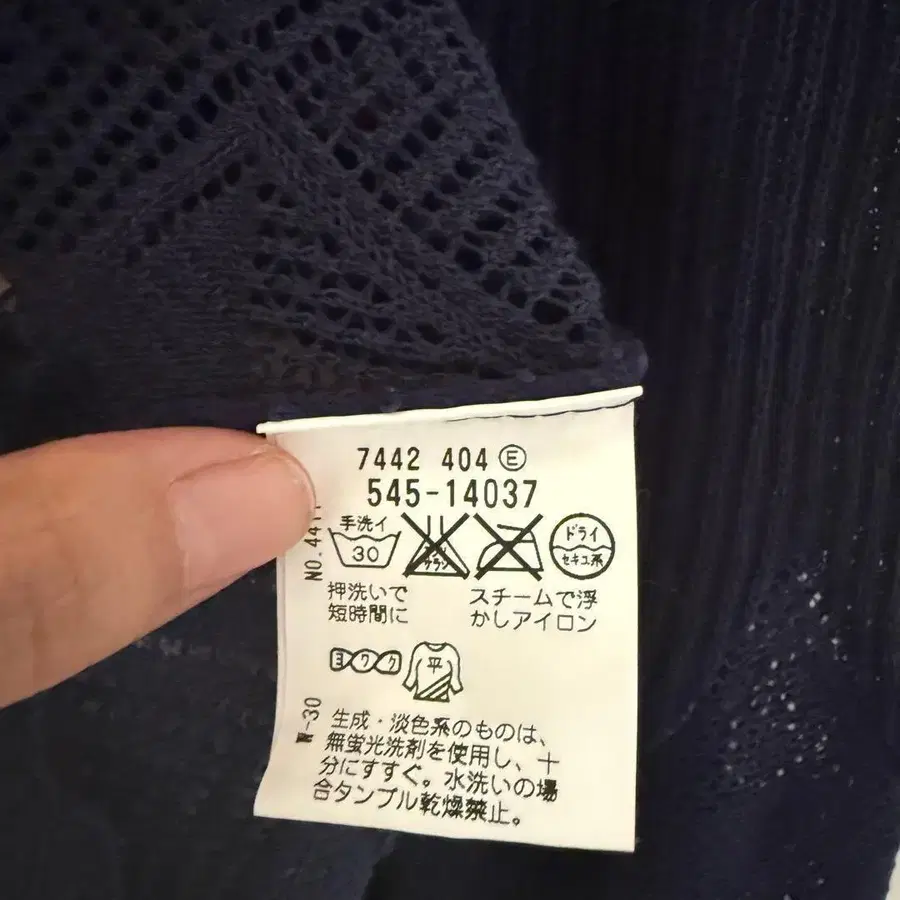 7442 404 Ⓔ
545-14037
手洗イ
30
ドライ
セキユ系
押洗いで
短時間に
スチームで浮
かしアイロン
ヨワク
平
生成・淡色系のものは、
無蛍光洗剤を使用し、十
分にすすぐ。水洗いの場
合タンブル乾燥禁止。
W-30